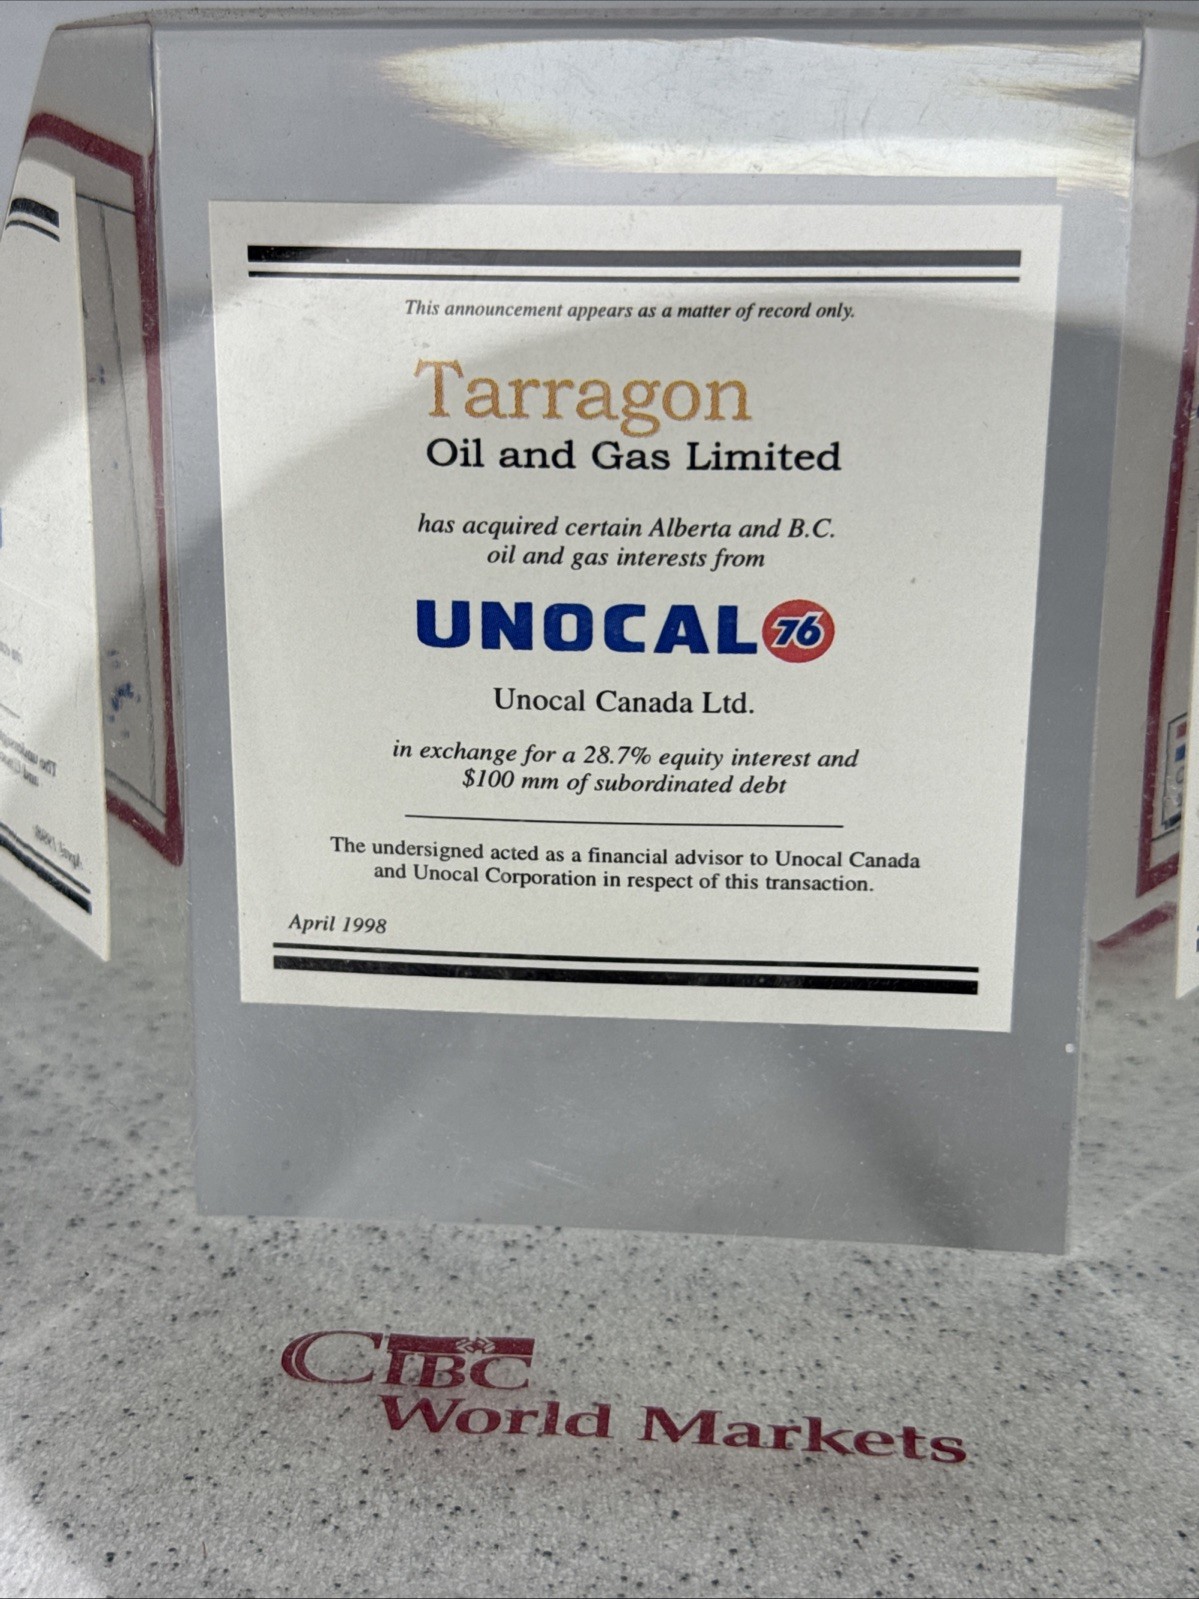 This announcement appears as a matter of record only.
Tarragon
Oil and Gas Limited
has acquired certain Alberta and B.C.
oil and gas interests from
UNOCAL 76
Unocal Canada Ltd.
in exchange for a 28.7% equity interest and
$100 mm of subordinated debt
The undersigned acted as a financial advisor to Unocal Canada
and Unocal Corporation in respect of this transaction.
April 1998
CIBC
World Markets